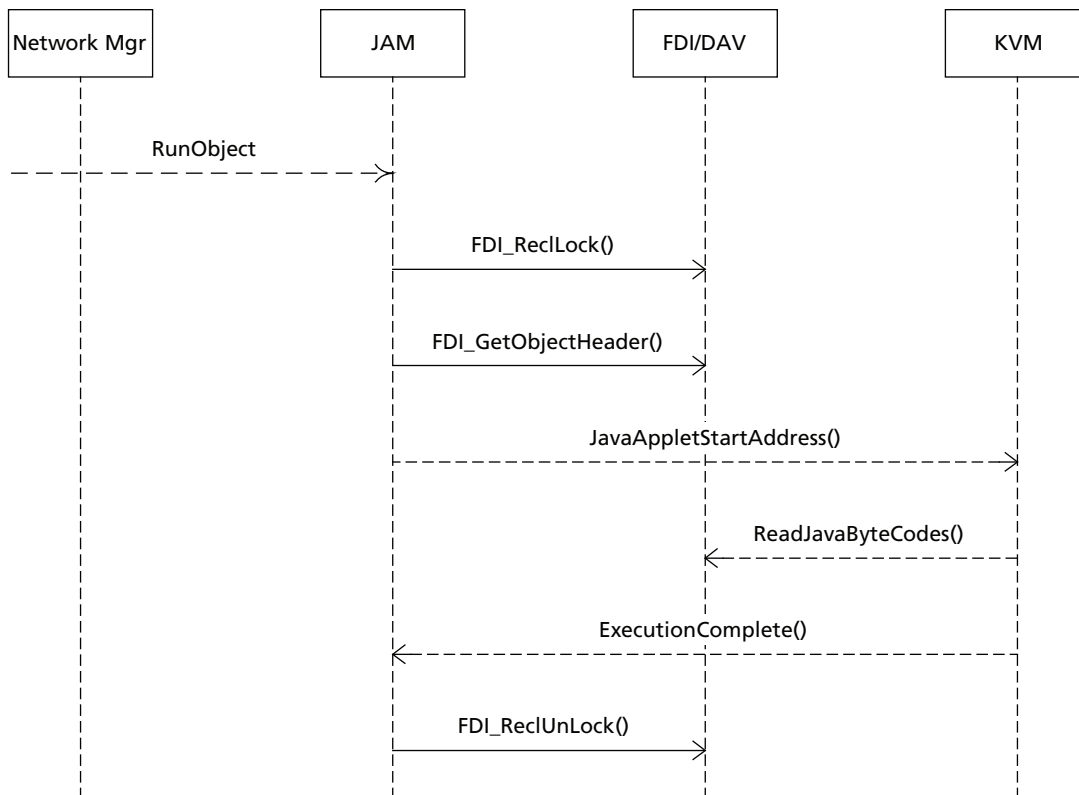 Network Mgr
JAM
FDI/DAV
KVM
RunObject
FDI_ReclLock()
FDI_GetObjectHeader()
JavaAppletStartAddress()
ReadJavaByteCodes()
ExecutionComplete()
FDI_ReclUnLock()